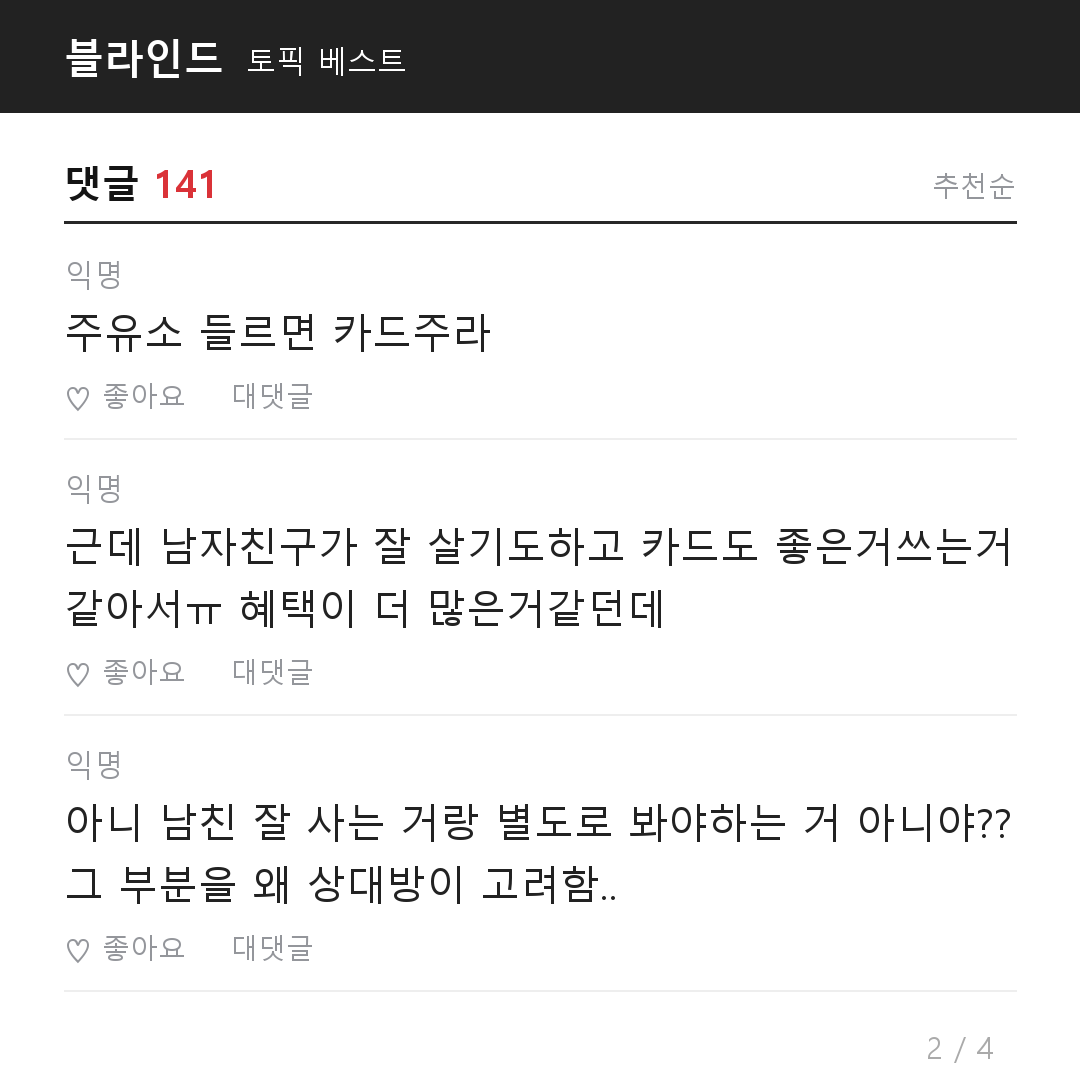 블라인드 토픽 베스트
댓글 141 추천순
익명
주유소 들르면 카드주라
♡ 좋아요 대댓글
익명
근데 남자친구가 잘 살기도하고 카드도 좋은거쓰는거
같아서ㅠ 혜택이 더 많은거같던데
♡ 좋아요 대댓글
익명
아니 남친 잘 사는 거랑 별도로 봐야하는 거 아니야??
그 부분을 왜 상대방이 고려함..
♡ 좋아요 대댓글
2 / 4